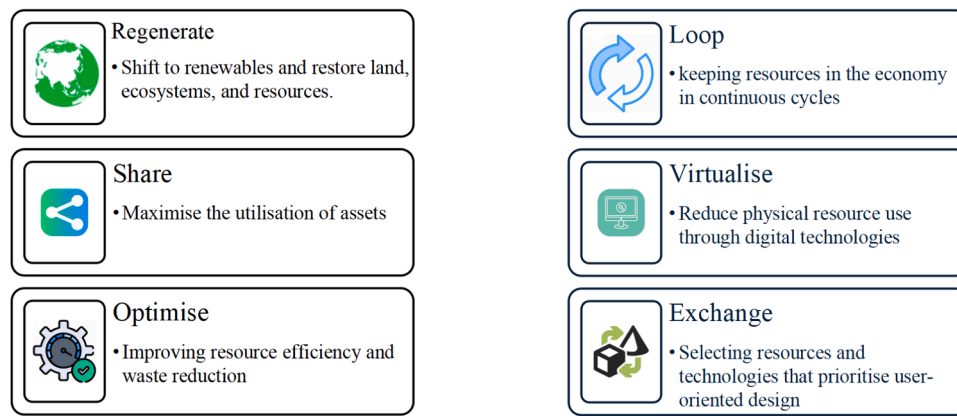 Regenerate
• Shift to renewables and restore land,
ecosystems, and resources.
Share
• Maximise the utilisation of assets
Optimise
• Improving resource efficiency and
waste reduction
Loop
• keeping resources in the economy
in continuous cycles
Virtualise
• Reduce physical resource use
through digital technologies
Exchange
• Selecting resources and
technologies that prioritise user-
oriented design